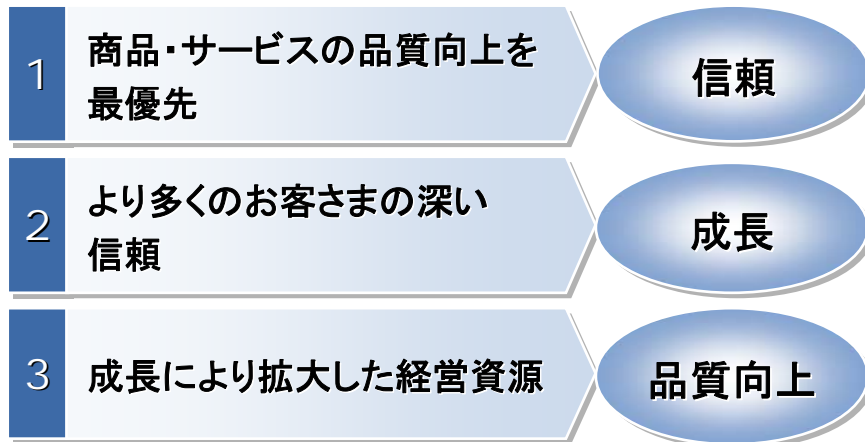 1
商品・サービスの品質向上を
最優先
信頼
2
より多くのお客さまの深い
信頼
成長
3
成長により拡大した経営資源
品質向上